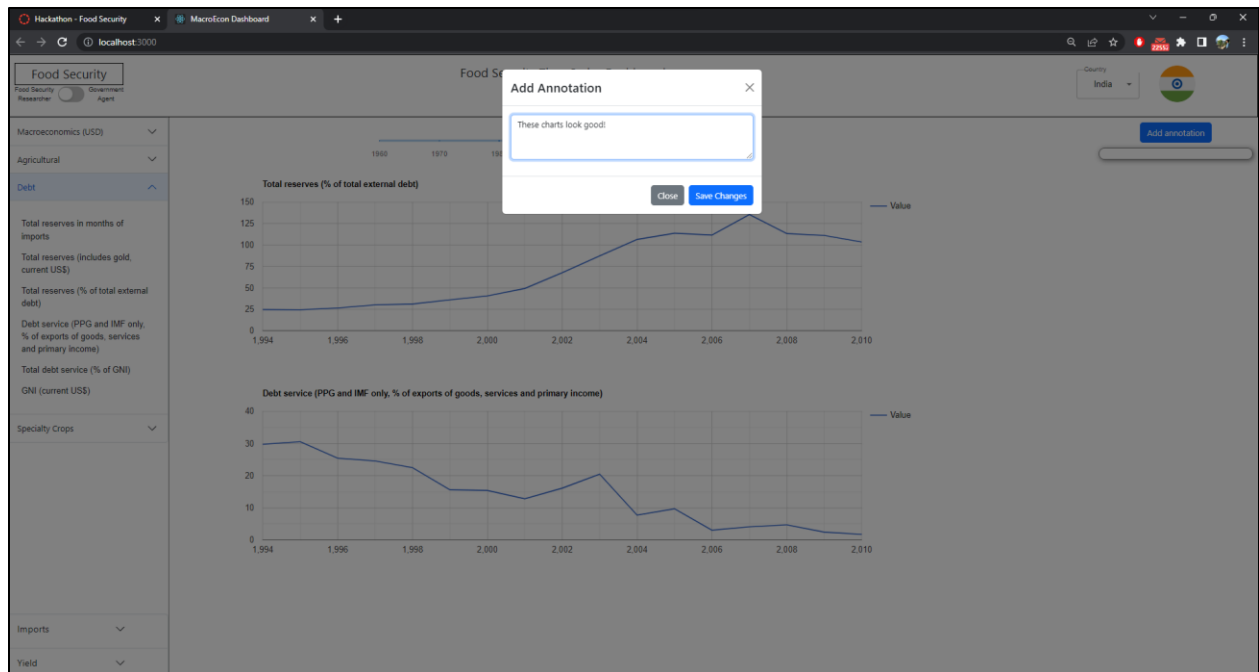 Hackathon - Food Security
MacroEcon Dashboard
localhost:3000
Food Security
Food Security
Researcher
Government
Agent
Food Se
Country
India
Add Annotation
These charts look good!
Close
Save Changes
Add annotation
Macroeconomics (USD)
Agricultural
Debt
Total reserves in months of
imports
Total reserves (includes gold,
current US$)
Total reserves (% of total external
debt)
Debt service (PPG and IMF only,
% of exports of goods, services
and primary income)
Total debt service (% of GNI)
GNI (current US$)
Specialty Crops
Imports
Yield
1960 1970
Total reserves (% of total external debt)
150
125
100
75
50
25
0
1,994 1,996 1,998 2,000 2,002 2,004 2,006 2,008 2,010
Value
Debt service (PPG and IMF only, % of exports of goods, services and primary income)
40
30
20
10
0
1,994 1,996 1,998 2,000 2,002 2,004 2,006 2,008 2,010
Value